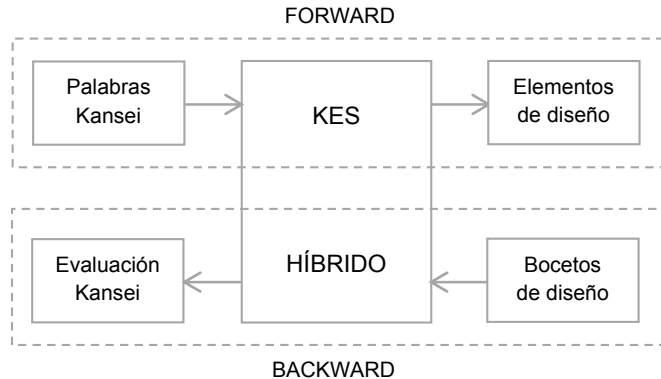 FORWARD
Palabras
Kansei
KES
Elementos
de diseño
Evaluación
Kansei
HÍBRIDO
Bocetos
de diseño
BACKWARD